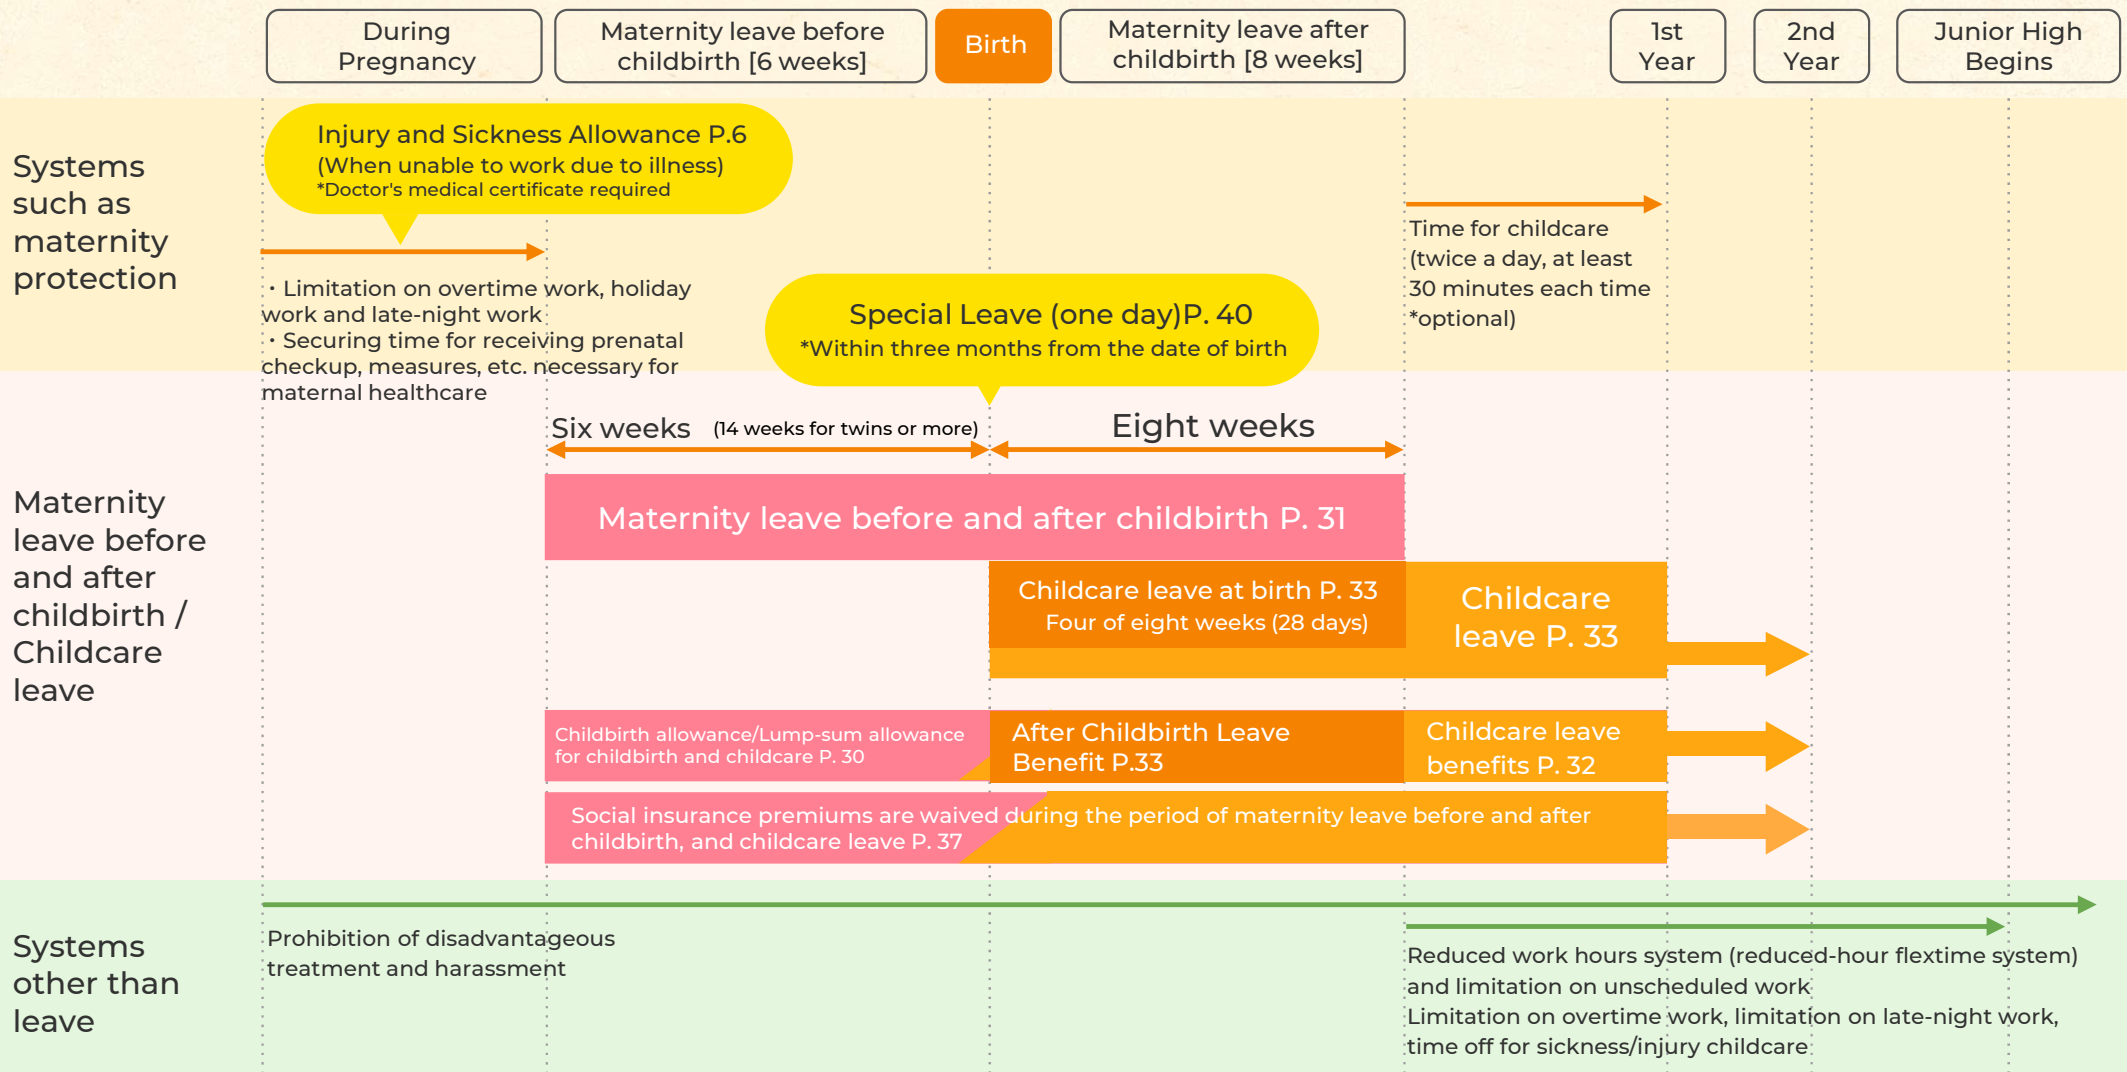 During
Pregnancy
Maternity leave before
childbirth [6 weeks]
Birth
Maternity leave after
childbirth [8 weeks]
1st
Year
2nd
Year
Junior High
Begins
Systems
such as
maternity
protection
Injury and Sickness Allowance P.6
(When unable to work due to illness)
*Doctor's medical certificate required
・Limitation on overtime work, holiday
work and late-night work
・Securing time for receiving prenatal
checkup, measures, etc. necessary for
maternal healthcare
Special Leave (one day)P. 40
*Within three months from the date of birth
Time for childcare
(twice a day, at least
30 minutes each time
*optional)
Maternity
leave before
and after
childbirth /
Childcare
leave
Six weeks (14 weeks for twins or more)
Eight weeks
Maternity leave before and after childbirth P. 31
Childcare leave at birth P. 33
Four of eight weeks (28 days)
Childcare
leave P. 33
Childbirth allowance/Lump-sum allowance
for childbirth and childcare P. 30
After Childbirth Leave
Benefit P.33
Childcare leave
benefits P. 32
Social insurance premiums are waived during the period of maternity leave before and after
childbirth, and childcare leave P. 37
Systems
other than
leave
Prohibition of disadvantageous
treatment and harassment
Reduced work hours system (reduced-hour flextime system)
and limitation on unscheduled work
Limitation on overtime work, limitation on late-night work,
time off for sickness/injury childcare